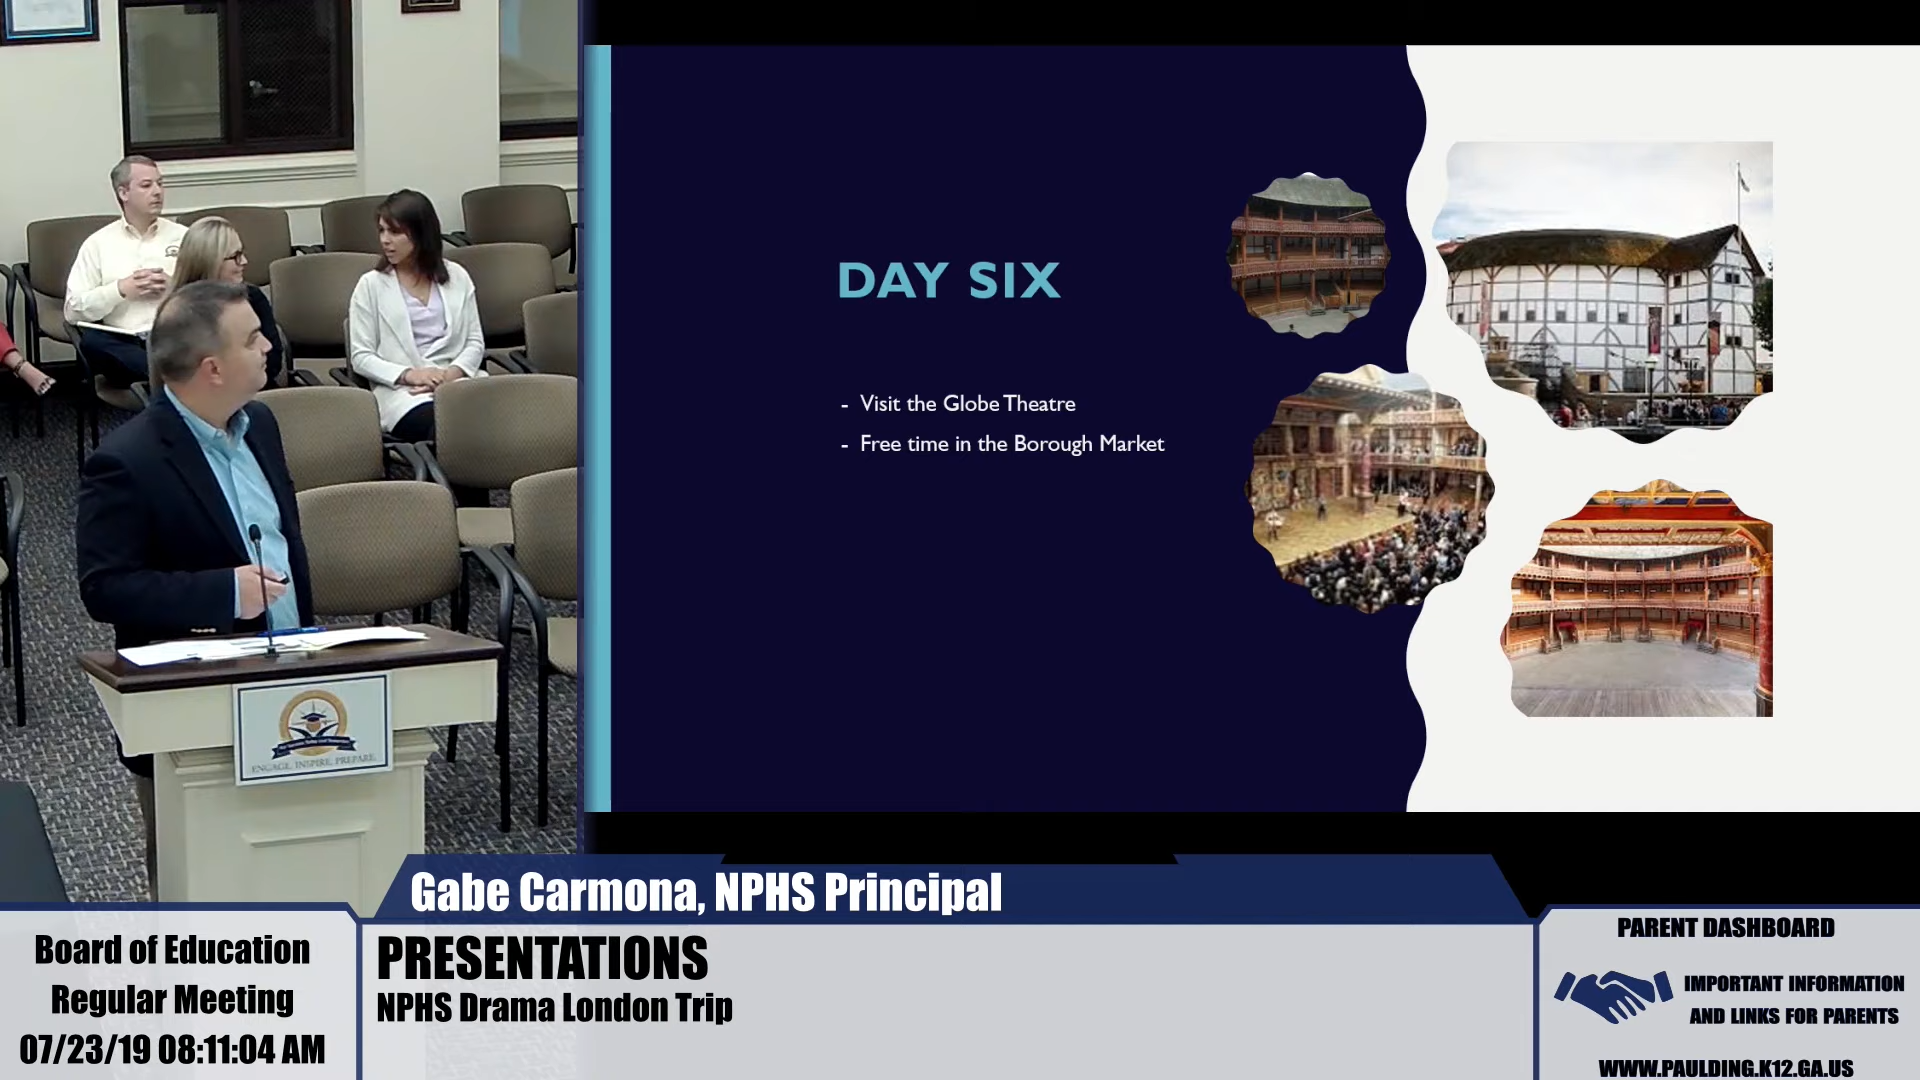 DAY SIX
- Visit the Globe Theatre
- Free time in the Borough Market
ENGAGE. INSPIRE. PREPARE.
Gabe Carmona, NPHS Principal
Board of Education
Regular Meeting
07/23/19 08:11:04 AM
PRESENTATIONS
NPHS Drama London Trip
PARENT DASHBOARD
IMPORTANT INFORMATION
AND LINKS FOR PARENTS
WWW.PAULDING.K12.GA.US